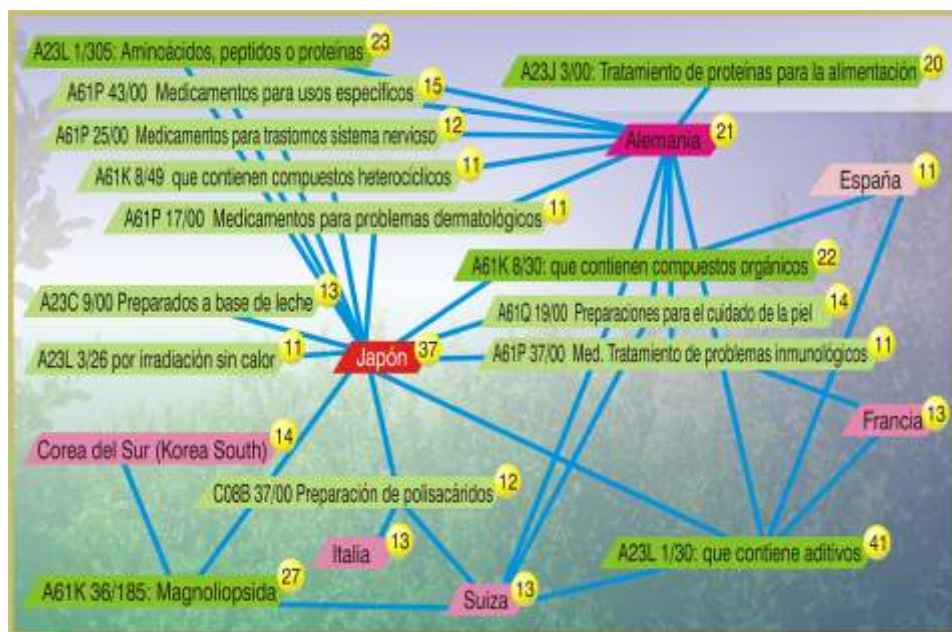 A23L 1/305: Aminoácidos, peptidos o proteínas 23
A23J 3/00: Tratamiento de proteínas para la alimentación 20
A61P 43/00 Medicamentos para usos específicos 15
A61P 25/00 Medicamentos para trastornos sistema nervioso 12
Alemania 21
A61K 8/49 que contienen compuestos heterocíclicos 11
España 11
A61P 17/00 Medicamentos para problemas dermatológicos 11
A61K 8/30: que contienen compuestos orgánicos 22
A23C 9/00 Preparados a base de leche 13
A61Q 19/00 Preparaciones para el cuidado de la piel 14
A23L 3/26 por irradiación sin calor 11
Japón 37
A61P 37/00 Med. Tratamiento de problemas inmunológicos 11
Francia 13
Corea del Sur (Korea South) 14
C08B 37/00 Preparación de polisacáridos 12
Italia 13
A23L 1/30: que contiene aditivos 41
A61K 36/185: Magnoliopsida 27
Suiza 13